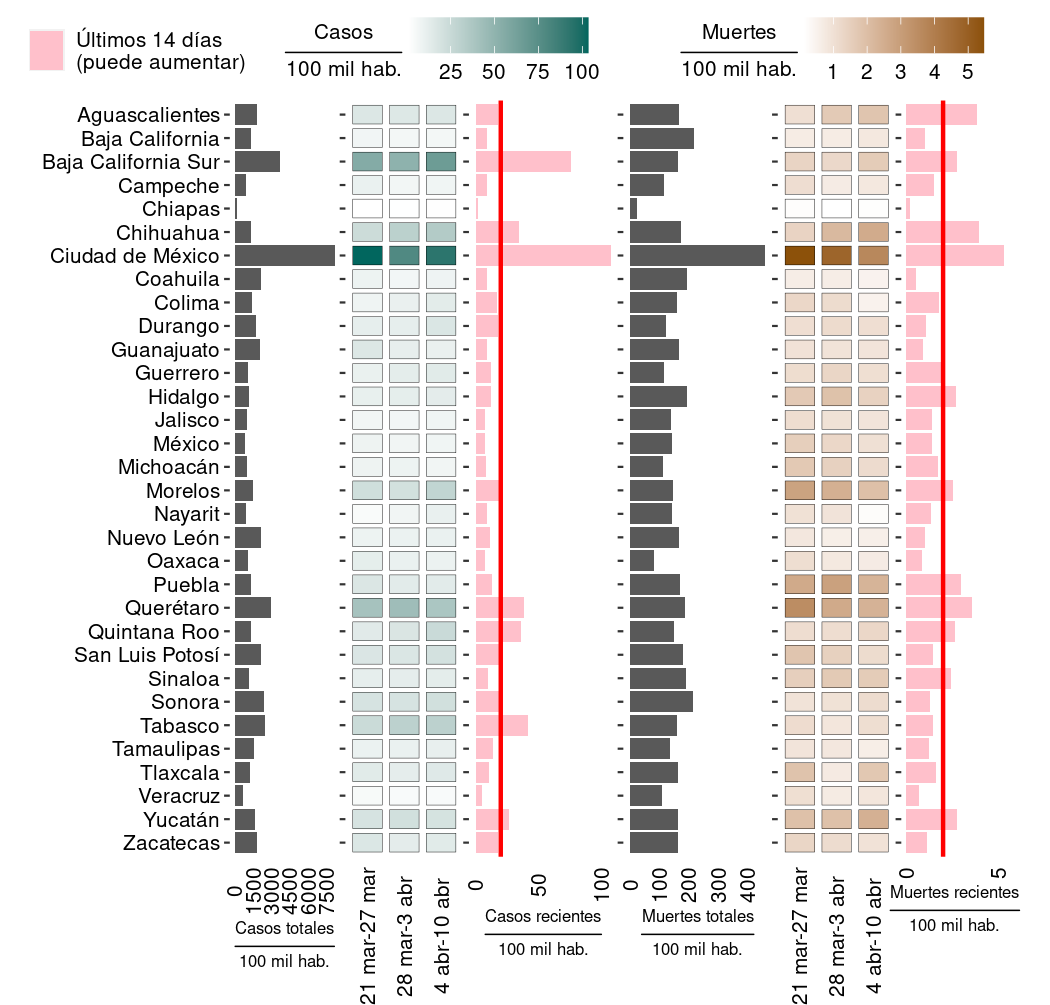 Últimos 14 días
(puede aumentar)
Casos
100 mil hab.
25 50 75 100
Muertes
100 mil hab.
1 2 3 4 5
Aguascalientes
Baja California
Baja California Sur
Campeche
Chiapas
Chihuahua
Ciudad de México
Coahuila
Colima
Durango
Guanajuato
Guerrero
Hidalgo
Jalisco
México
Michoacán
Morelos
Nayarit
Nuevo León
Oaxaca
Puebla
Querétaro
Quintana Roo
San Luis Potosí
Sinaloa
Sonora
Tabasco
Tamaulipas
Tlaxcala
Veracruz
Yucatán
Zacatecas
0
1500
3000
4500
6000
7500
Casos totales
100 mil hab.
21 mar-27 mar
28 mar-3 abr
4 abr-10 abr
0
50
100
Casos recientes
100 mil hab.
0
100
200
300
400
Muertes totales
100 mil hab.
21 mar-27 mar
28 mar-3 abr
4 abr-10 abr
0
5
Muertes recientes
100 mil hab.